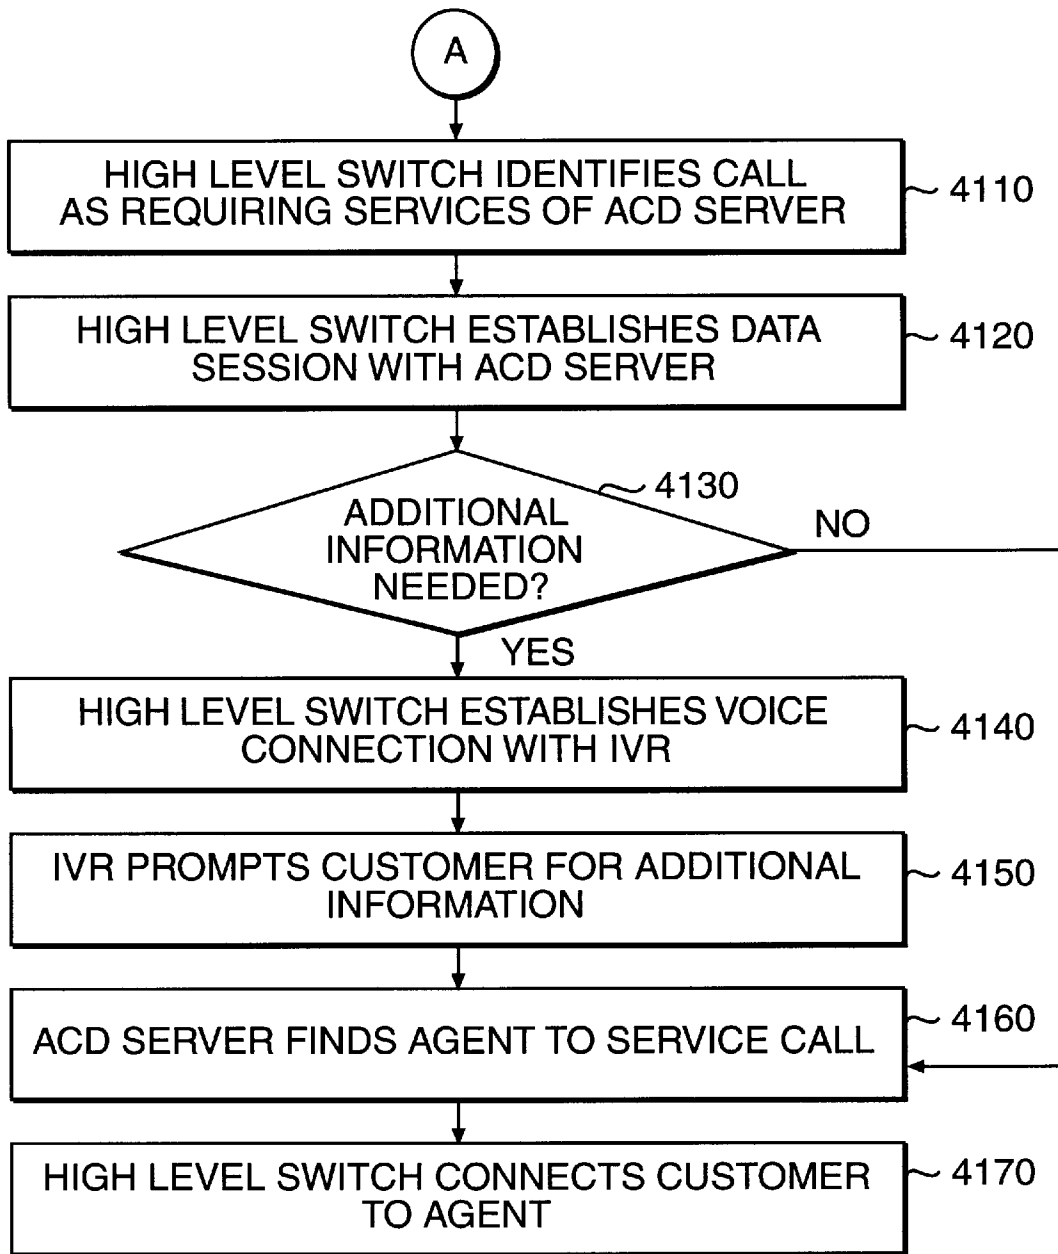 A
HIGH LEVEL SWITCH IDENTIFIES CALL
AS REQUIRING SERVICES OF ACD SERVER
4110
HIGH LEVEL SWITCH ESTABLISHES DATA
SESSION WITH ACD SERVER
4120
4130
ADDITIONAL
INFORMATION
NEEDED?
NO
YES
HIGH LEVEL SWITCH ESTABLISHES VOICE
CONNECTION WITH IVR
4140
IVR PROMPTS CUSTOMER FOR ADDITIONAL
INFORMATION
4150
ACD SERVER FINDS AGENT TO SERVICE CALL
4160
HIGH LEVEL SWITCH CONNECTS CUSTOMER
TO AGENT
4170